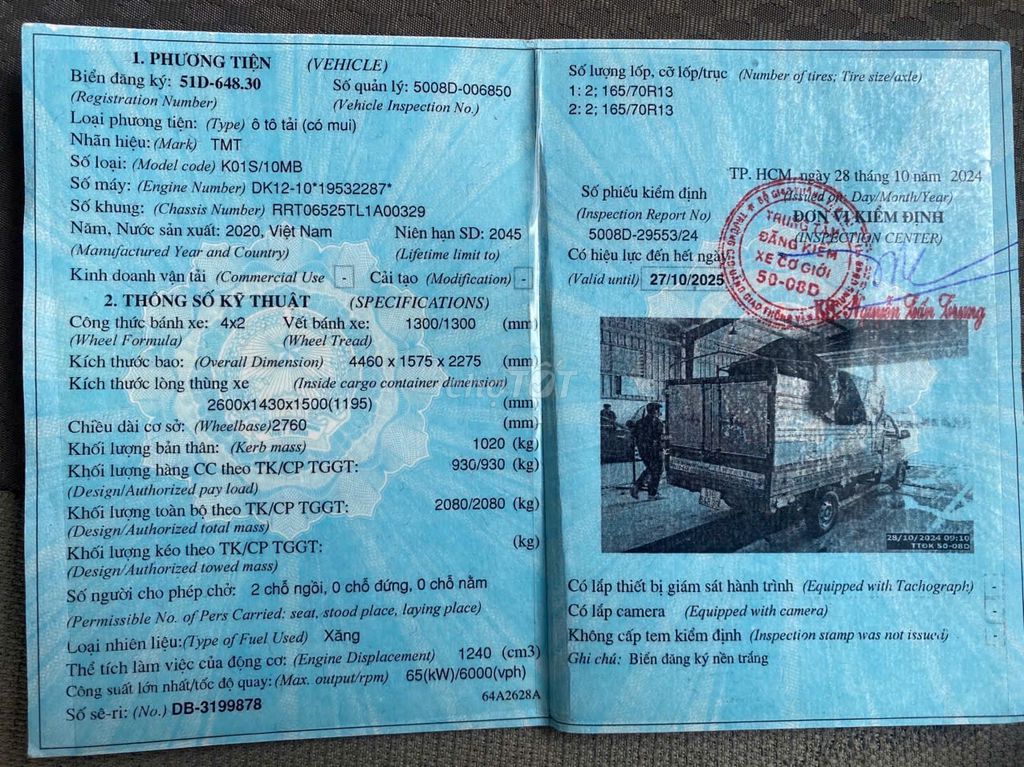 1. PHƯƠNG TIỆN (VEHICLE)
Biển đăng ký: 51D-648.30 Số quản lý: 5008D-006850
(Registration Number) (Vehicle Inspection No.)
Loại phương tiện: (Type) ô tô tải (có mui)
Nhãn hiệu: (Mark) TMT
Số loại: (Model code) K01S/10MB
Số máy: (Engine Number) DK12-10*19532287*
Số khung: (Chassis Number) RRT06525TL1A00329
Năm, Nước sản xuất: 2020, Việt Nam Niên hạn SD: 2045
(Manufactured Year and Country) (Lifetime limit to)
Kinh doanh vận tải (Commercial Use - Cải tạo (Modification) -
2. THÔNG SỐ KỸ THUẬT (SPECIFICATIONS)
Công thức bánh xe: 4x2 Vết bánh xe: 1300/1300 (mm)
(Wheel Formula) (Wheel Tread)
Kích thước bao: (Overall Dimension) 4460 x 1575 x 2275 (mm)
Kích thước lòng thùng xe (Inside cargo container dimension)
2600x1430x1500(1195) (mm)
Chiều dài cơ sở: (Wheelbase)2760 (mm)
Khối lượng bản thân: (Kerb mass) 1020 (kg)
Khối lượng hàng CC theo TK/CP TGGT: 930/930 (kg)
(Design/Authorized pay load)
Khối lượng toàn bộ theo TK/CP TGGT: 2080/2080 (kg)
(Design/Authorized total mass)
Khối lượng kéo theo TK/CP TGGT: (kg)
(Design/Authorized towed mass)
Số người cho phép chở: 2 chỗ ngồi, 0 chỗ đứng, 0 chỗ nằm
(Permissible No. of Pers Carried: seat, stood place, laying place)
Loại nhiên liệu:(Type of Fuel Used) Xăng
Thể tích làm việc của động cơ: (Engine Displacement) 1240 (cm3)
Công suất lớn nhất/tốc độ quay: (Max. output/rpm) 65(kW)/6000(vph)
64A2628A
Số sê-ri: (No.) DB-3199878
CHỢ TỐT
Số lượng lốp, cỡ lốp/trục (Number of tires; Tire size/axle)
1: 2; 165/70R13
2: 2; 165/70R13
TP. HCM, ngày 28 tháng 10 năm 2024
(Issued on: Day/Month/Year)
Số phiếu kiểm định ĐƠN VỊ KIỂM ĐỊNH
(Inspection Report No) (INSPECTION CENTER)
5008D-29553/24
Có hiệu lực đến hết ngày
(Valid until) 27/10/2025
TRUNG TÂM
ĐĂNG KIỂM
XE CƠ GIỚI
50-08D
Nguyễn Tấn Trung
28/10/2024 09:10
TTĐK 50-08D
Có lắp thiết bị giám sát hành trình (Equipped with Tachograph) -
Có lắp camera (Equipped with camera) -
Không cấp tem kiểm định (Inspection stamp was not issued) -
Ghi chú: Biển đăng ký nền trắng